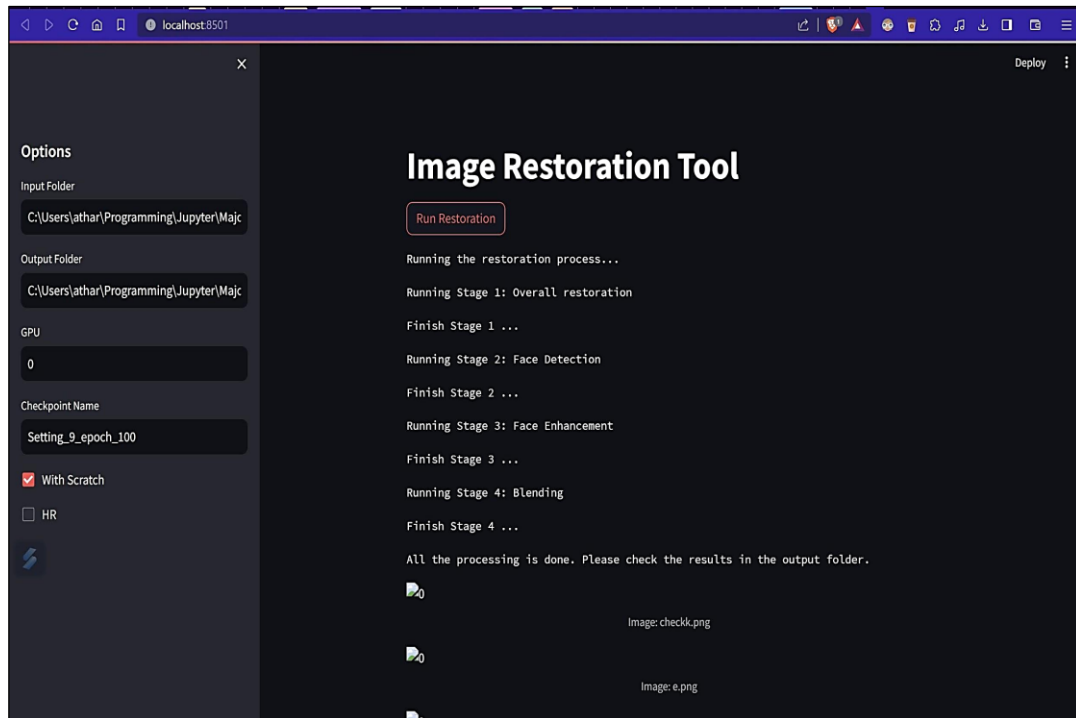 localhost:8501
Deploy
Options
Input Folder
C:\Users\athar\Programming\Jupyter\Majc
Output Folder
C:\Users\athar\Programming\Jupyter\Majc
GPU
0
Checkpoint Name
Setting_9_epoch_100
With Scratch
HR
Image Restoration Tool
Run Restoration
Running the restoration process...
Running Stage 1: Overall restoration
Finish Stage 1 ...
Running Stage 2: Face Detection
Finish Stage 2 ...
Running Stage 3: Face Enhancement
Finish Stage 3 ...
Running Stage 4: Blending
Finish Stage 4 ...
All the processing is done. Please check the results in the output folder.
0
Image: checkk.png
0
Image: e.png